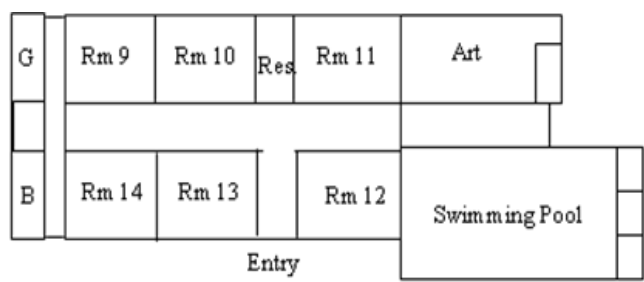 G
Rm 9
Rm 10
Res
Rm 11
Art
B
Rm 14
Rm 13
Rm 12
Swimming Pool
Entry